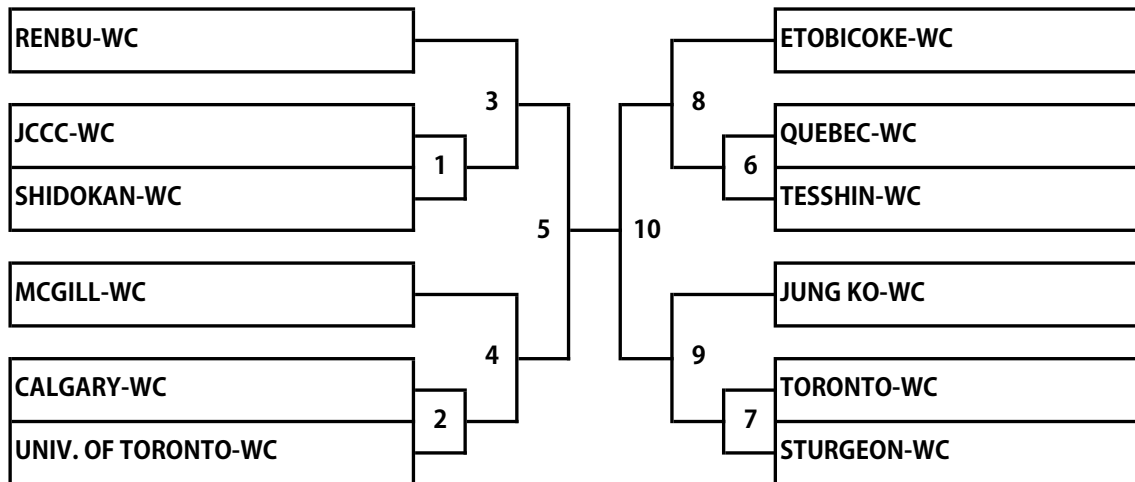 RENBU-WC
JCCC-WC
SHIDOKAN-WC
MCGILL-WC
CALGARY-WC
UNIV. OF TORONTO-WC
1
2
3
4
5
10
8
9
6
7
ETOBICOKE-WC
QUEBEC-WC
TESSHIN-WC
JUNG KO-WC
TORONTO-WC
STURGEON-WC